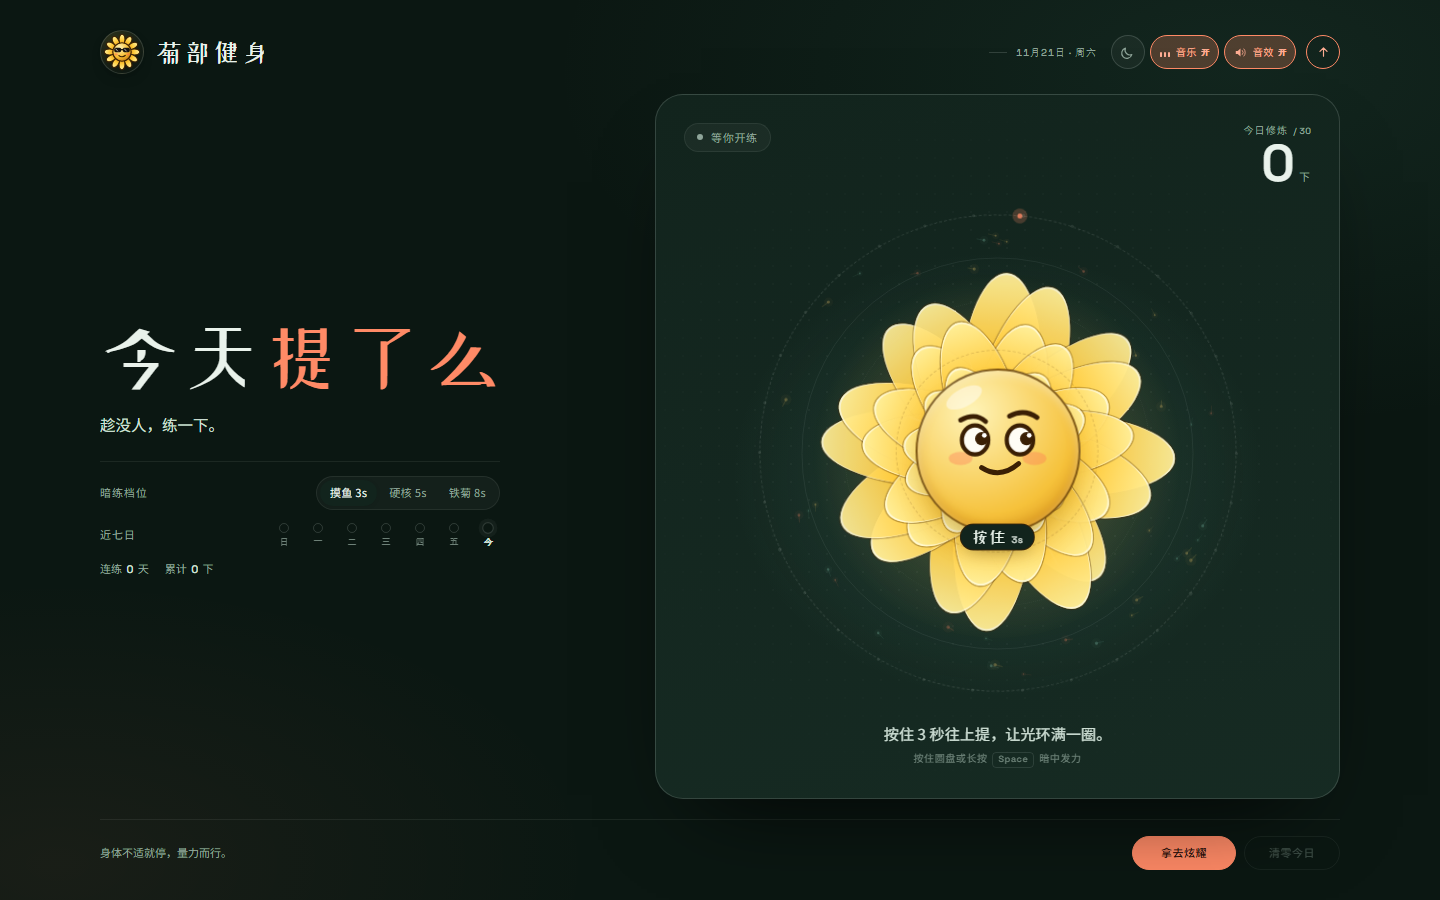 菊部健身
11月21日 · 周六
音乐 开
音效 开
等你开练
今日修炼 /30
0 下
今天提了么
趁没人，练一下。
暗练档位
摸鱼 3s
硬核 5s
铁菊 8s
近七日
日 一 二 三 四 五 今
连练 0 天 累计 0 下
按住 3s
按住 3 秒往上提，让光环满一圈。
按住圆盘或长按 Space 暗中发力
身体不适就停，量力而行。
拿去炫耀
清零今日